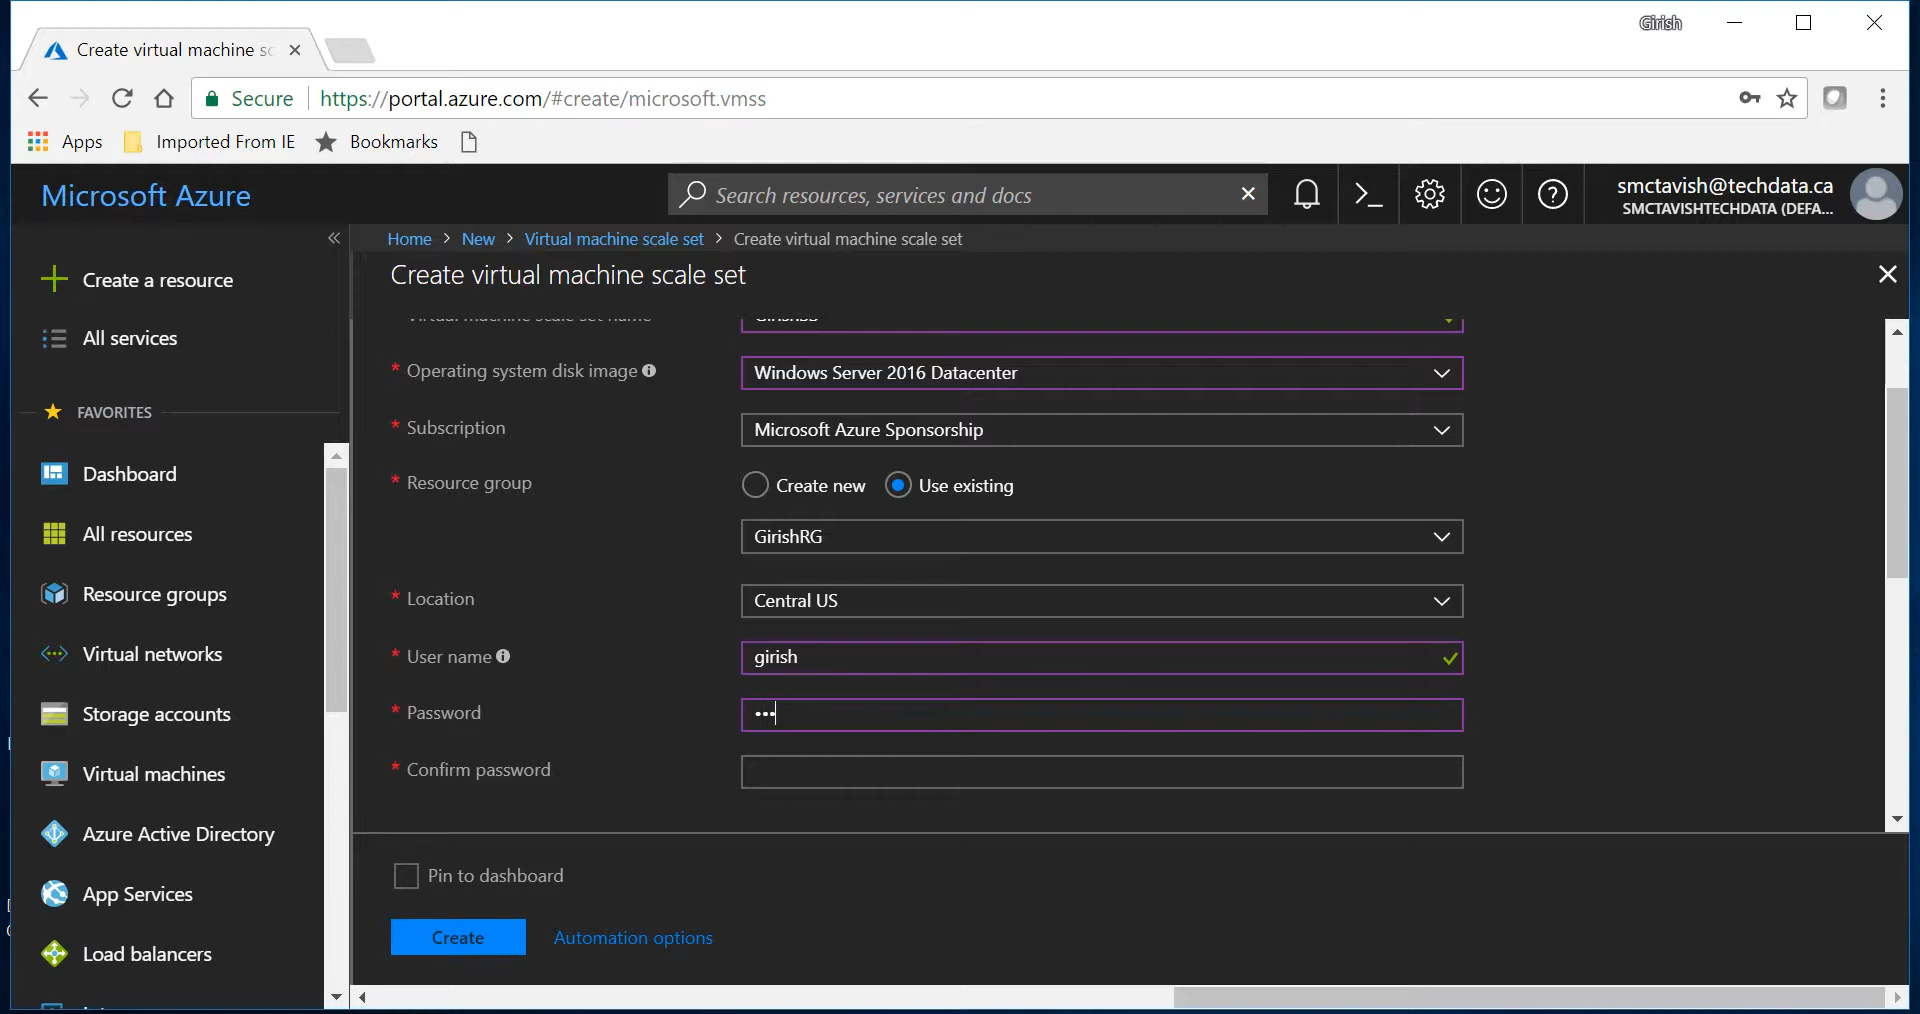 Girish
Create virtual machine sc
Secure https://portal.azure.com/#create/microsoft.vmss
Apps Imported From IE Bookmarks
Microsoft Azure
Search resources, services and docs
smctavish@techdata.ca
SMCTAVISHTECHDATA (DEFA...
Home > New > Virtual machine scale set > Create virtual machine scale set
Create virtual machine scale set
Create a resource
All services
FAVORITES
Dashboard
All resources
Resource groups
Virtual networks
Storage accounts
Virtual machines
Azure Active Directory
App Services
Load balancers
* Operating system disk image
Windows Server 2016 Datacenter
* Subscription
Microsoft Azure Sponsorship
* Resource group
Create new Use existing
GirishRG
* Location
Central US
* User name
girish
* Password
•••
* Confirm password
Pin to dashboard
Create Automation options